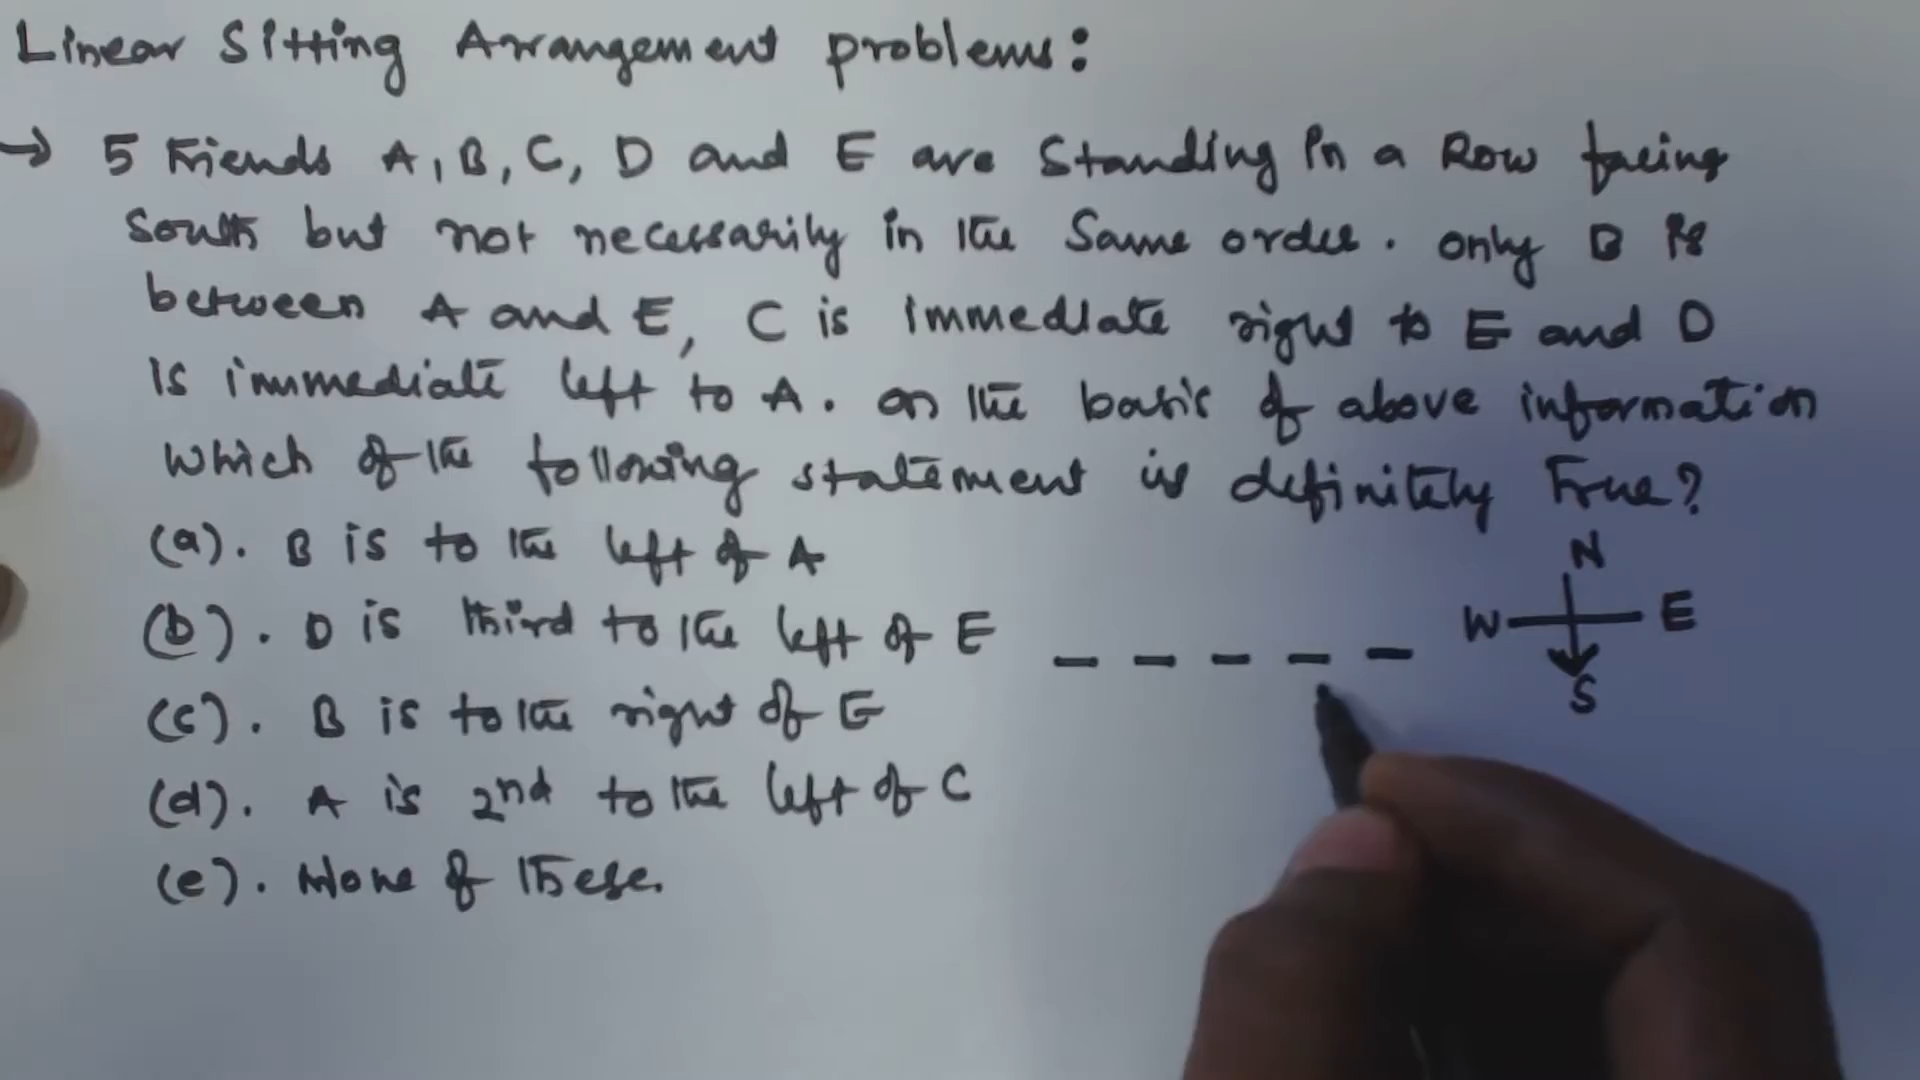 Linear Sitting Arrangement problems:
→ 5 Friends A, B, C, D and E are Standing in a Row facing
South but not necessarily in the Same order. only B is
between A and E, C is immediate right to E and D
is immediate left to A. on the basis of above information
which of the following statement is definitely True?
(a). B is to the left of A
(b). D is third to the left of E
(c). B is to the right of E
(d). A is 2nd to the left of C
(e). None of these.
N
W E
S